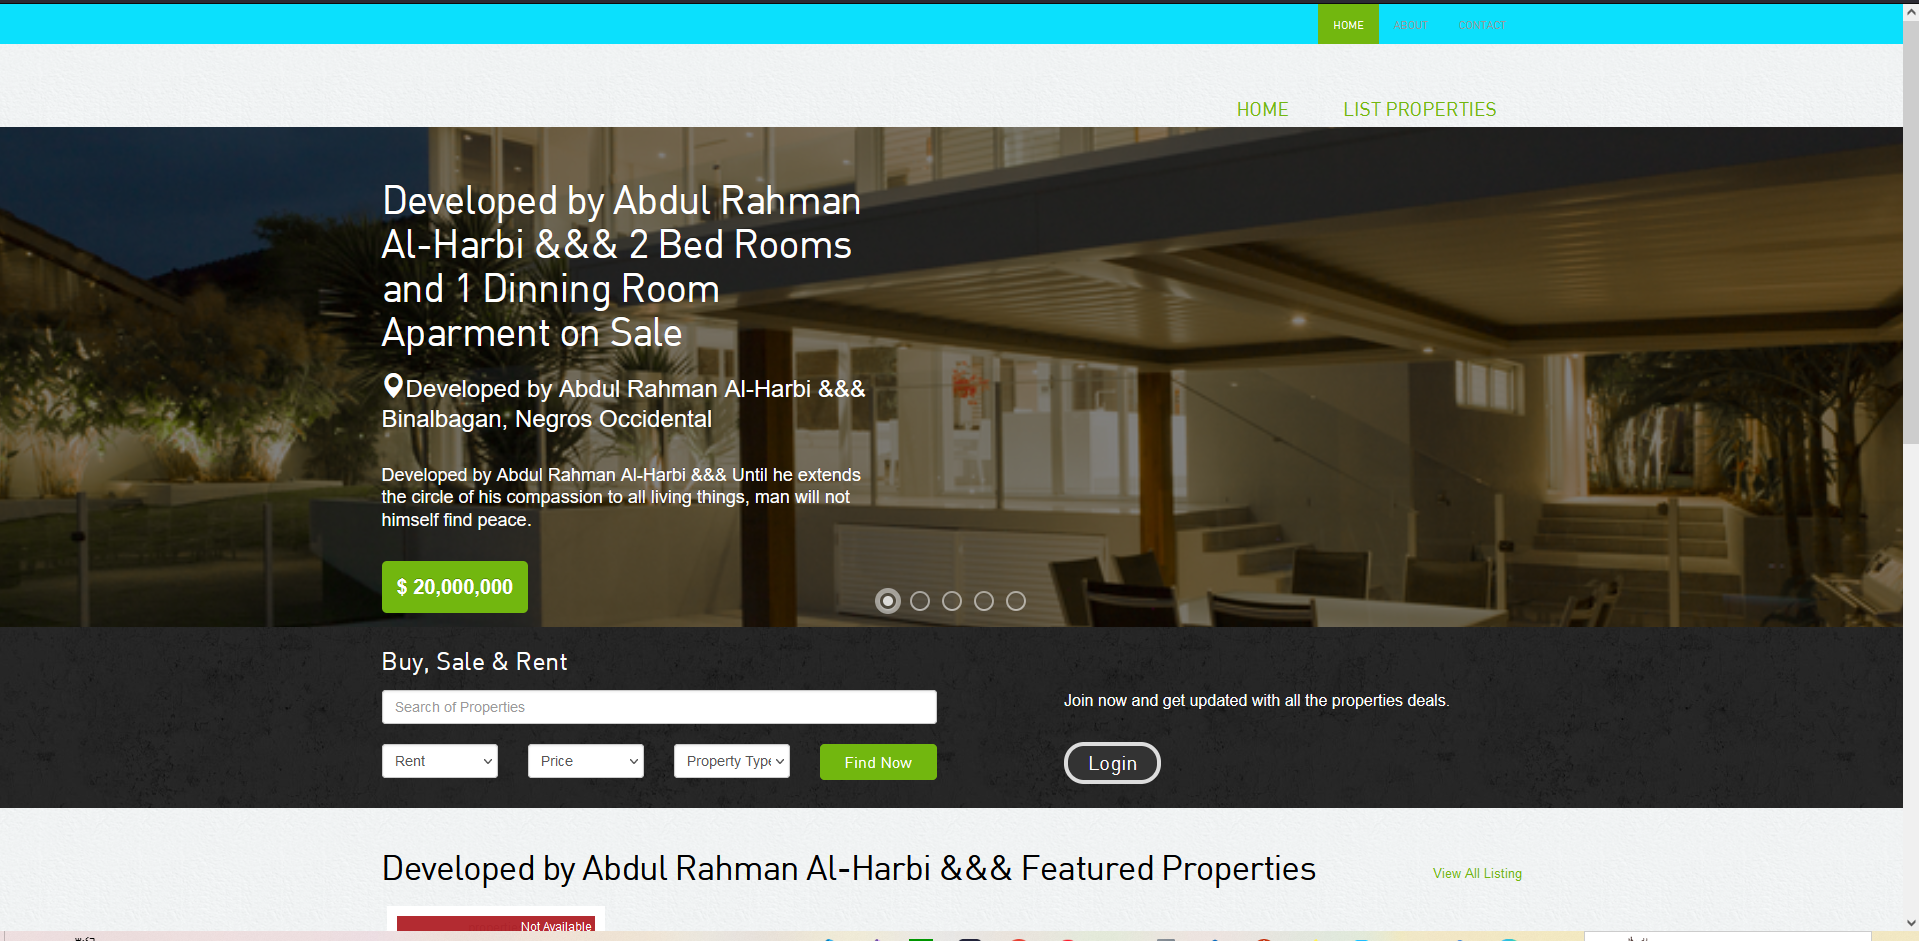 HOME ABOUT CONTACT
HOME LIST PROPERTIES
Developed by Abdul Rahman
Al-Harbi &&& 2 Bed Rooms
and 1 Dinning Room
Aparment on Sale
Developed by Abdul Rahman Al-Harbi &&&
Binalbagan, Negros Occidental
Developed by Abdul Rahman Al-Harbi &&& Until he extends
the circle of his compassion to all living things, man will not
himself find peace.
$ 20,000,000
Buy, Sale & Rent
Search of Properties
Join now and get updated with all the properties deals.
Rent Price Property Type Find Now
Login
Developed by Abdul Rahman Al-Harbi &&& Featured Properties
View All Listing
Not Available